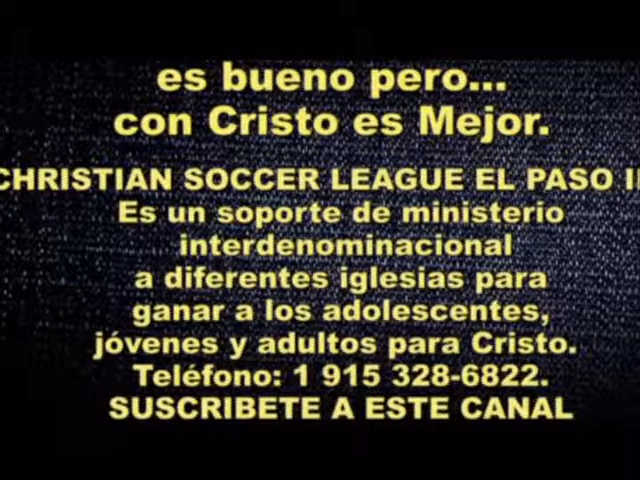 es bueno pero...
con Cristo es Mejor.
CHRISTIAN SOCCER LEAGUE EL PASO
Es un soporte de ministerio
interdenominacional
a diferentes iglesias para
ganar a los adolescentes,
jóvenes y adultos para Cristo.
Teléfono: 1 915 328-6822.
SUSCRIBETE A ESTE CANAL